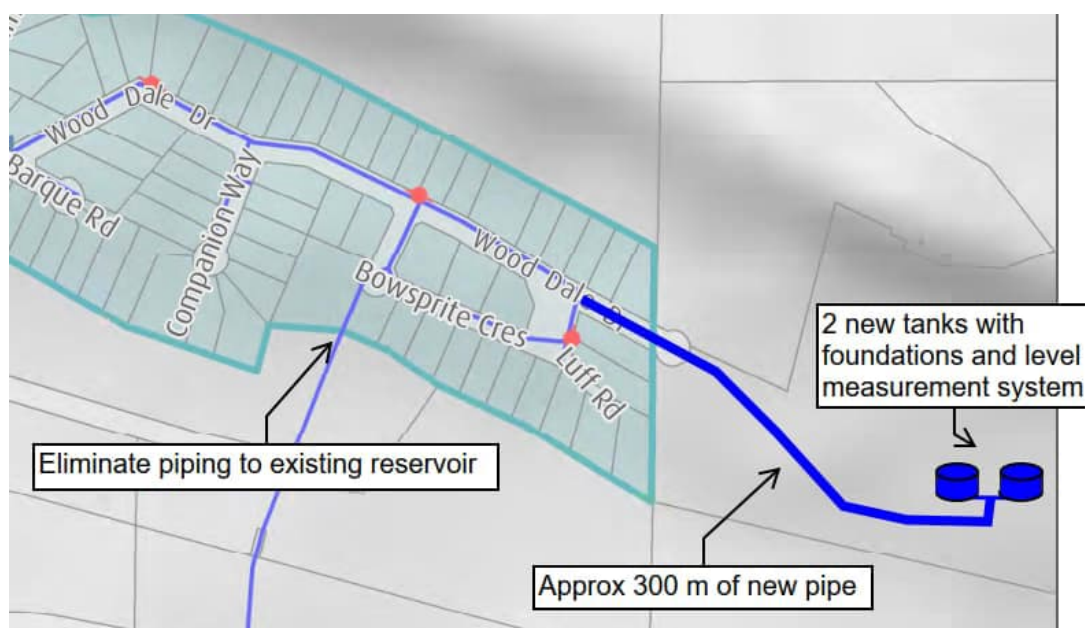 Wood Dale Dr
Barque Rd
Companion Way
Wood Dale Dr
Bowsprite Cres
Luff Rd
2 new tanks with
foundations and level
measurement system
Eliminate piping to existing reservoir
Approx 300 m of new pipe